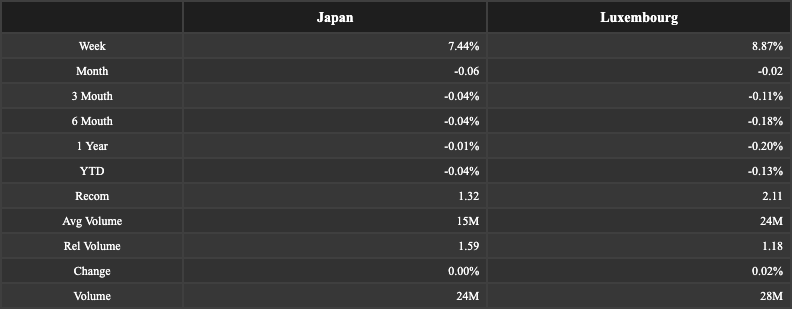 Japan Luxembourg
Week 7.44% 8.87%
Month -0.06 -0.02
3 Mouth -0.04% -0.11%
6 Mouth -0.04% -0.18%
1 Year -0.01% -0.20%
YTD -0.04% -0.13%
Recom 1.32 2.11
Avg Volume 15M 24M
Rel Volume 1.59 1.18
Change 0.00% 0.02%
Volume 24M 28M